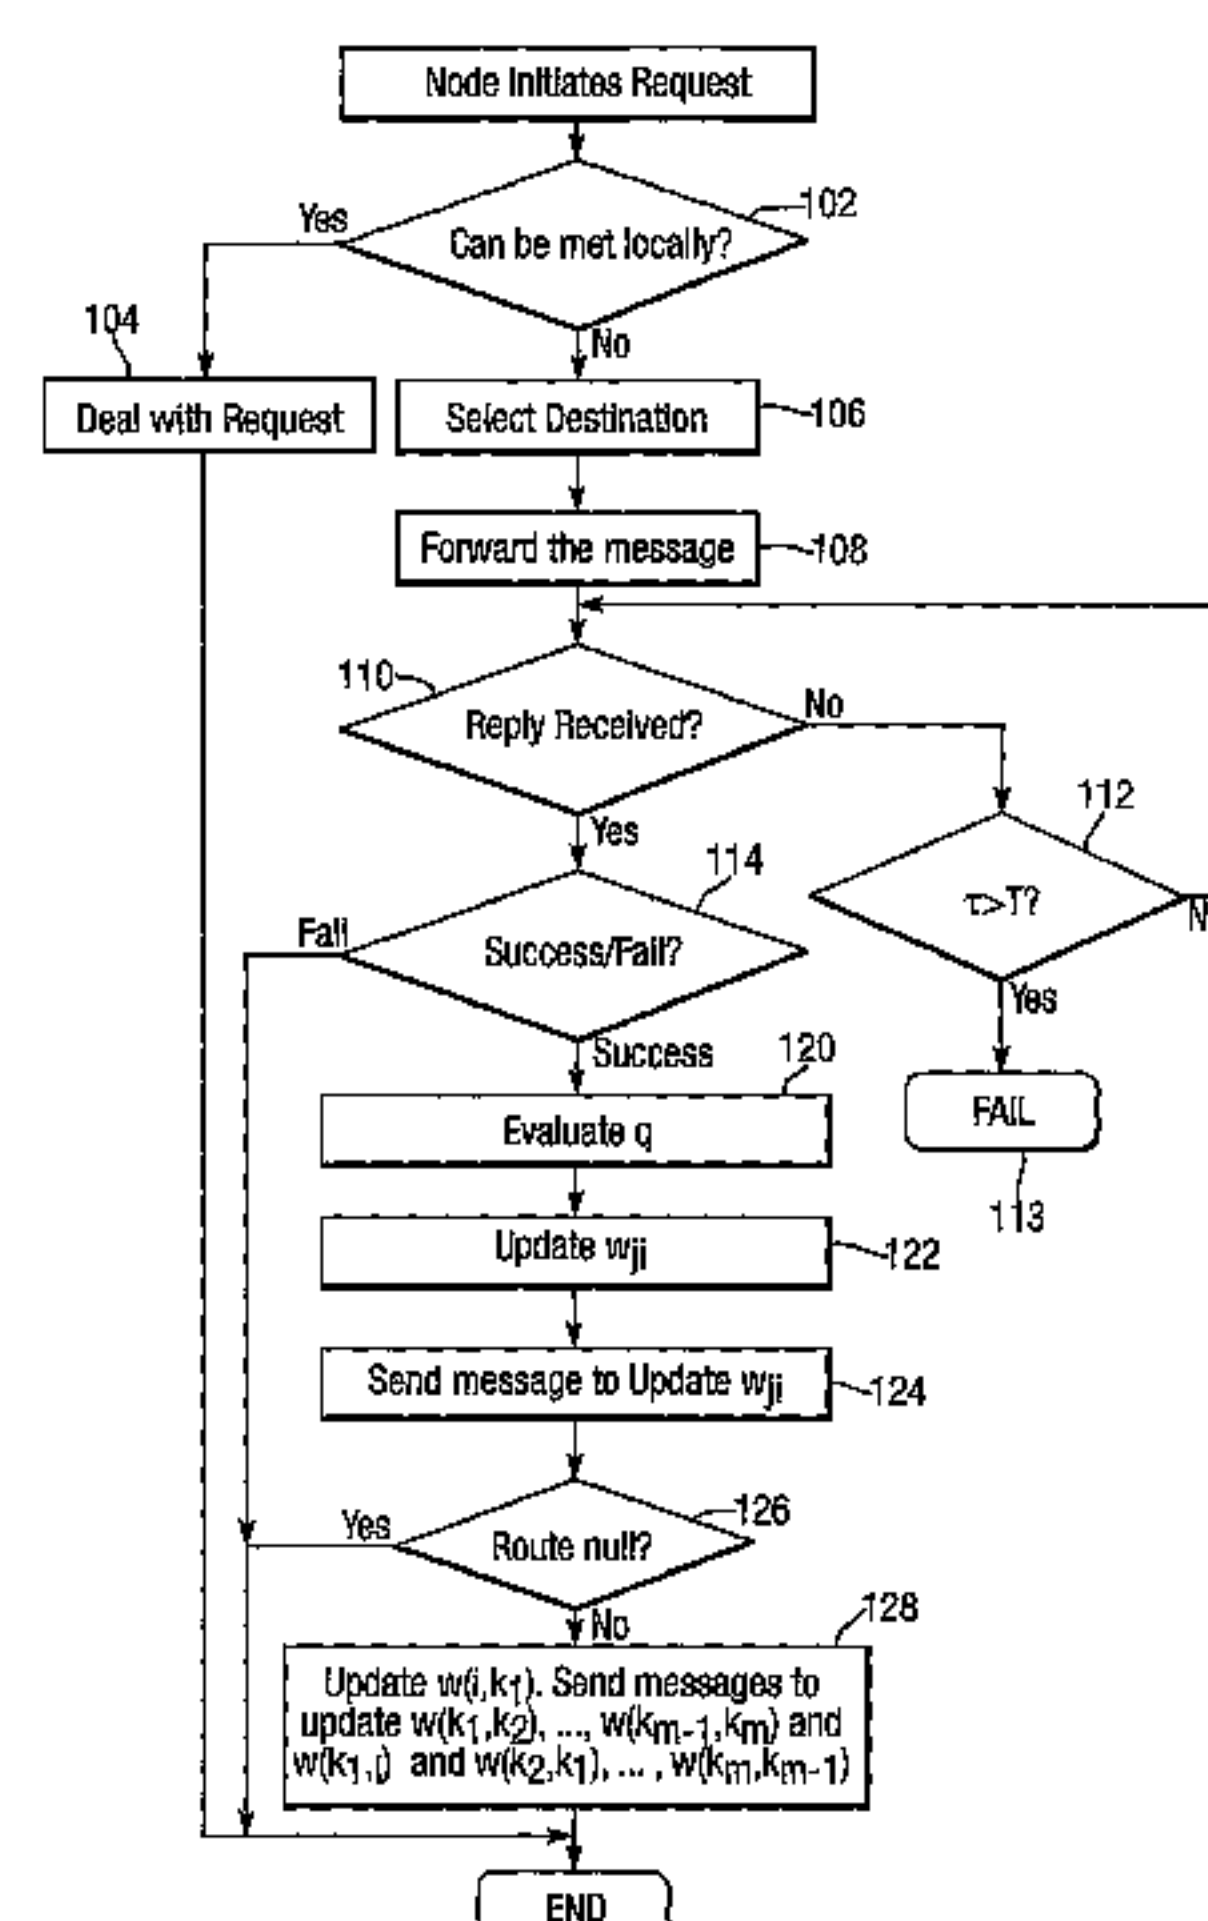 Node Initiates Request
102
Yes
Can be met locally?
104
No
Deal with Request
Select Destination
106
Forward the message
108
110
Reply Received?
No
112
Yes
114
τ>T?
N
Fail
Success/Fail?
Yes
Success
120
FAIL
Evaluate q
113
Update wji
122
Send message to Update wji
124
126
Yes
Route null?
No
128
Update w(i,k1). Send messages to
update w(k1,k2), ..., w(km-1,km) and
w(k1,i) and w(k2,k1), ... , w(km,km-1)
END